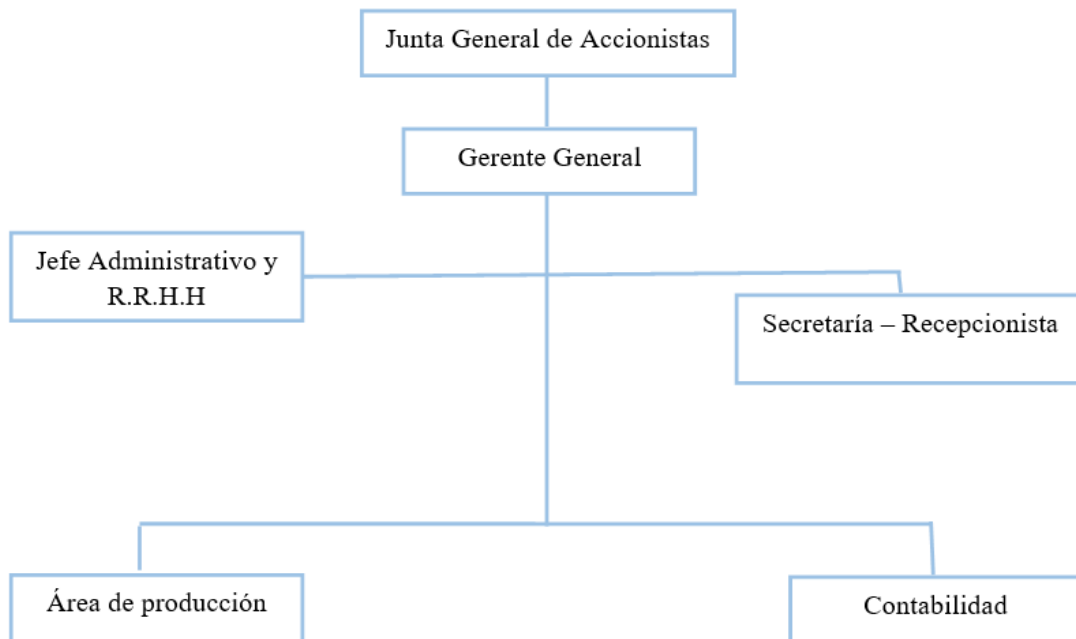 Junta General de Accionistas
Gerente General
Jefe Administrativo y
R.R.H.H
Secretaría – Recepcionista
Área de producción
Contabilidad